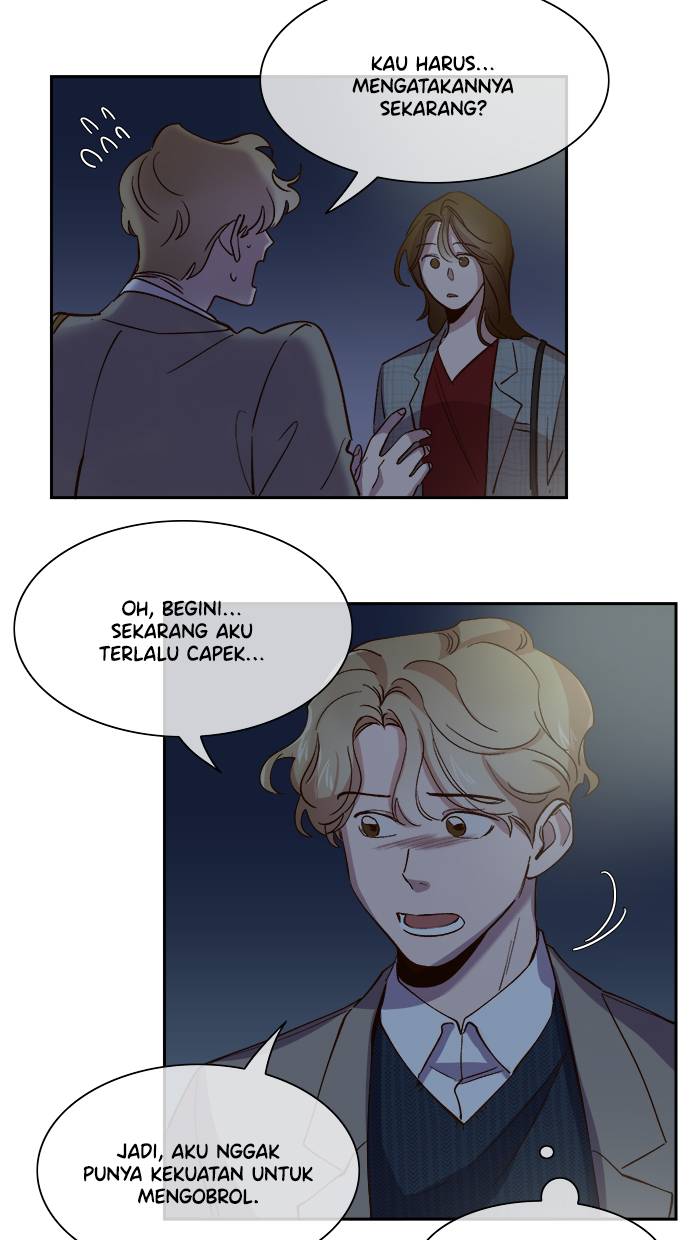 KAU HARUS...
MENGATAKANNYA
SEKARANG?
OH, BEGINI...
SEKARANG AKU
TERLALU CAPEK...
JADI, AKU NGGAK
PUNYA KEKUATAN UNTUK
MENGOBROL.